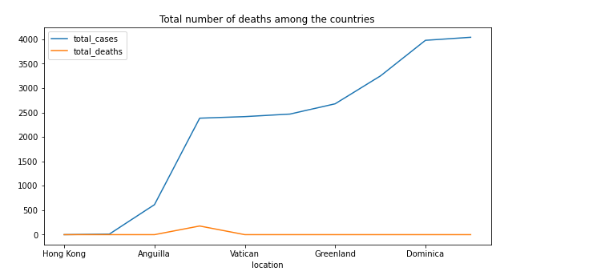 Total number of deaths among the countries
total_cases
total_deaths
4000
3500
3000
2500
2000
1500
1000
500
0
Hong Kong Anguilla Vatican Greenland Dominica
location